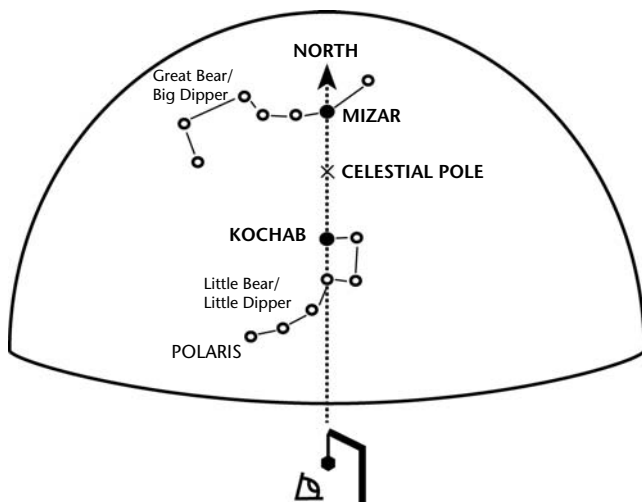 NORTH
Great Bear/
Big Dipper
MIZAR
CELESTIAL POLE
KOCHAB
Little Bear/
Little Dipper
POLARIS